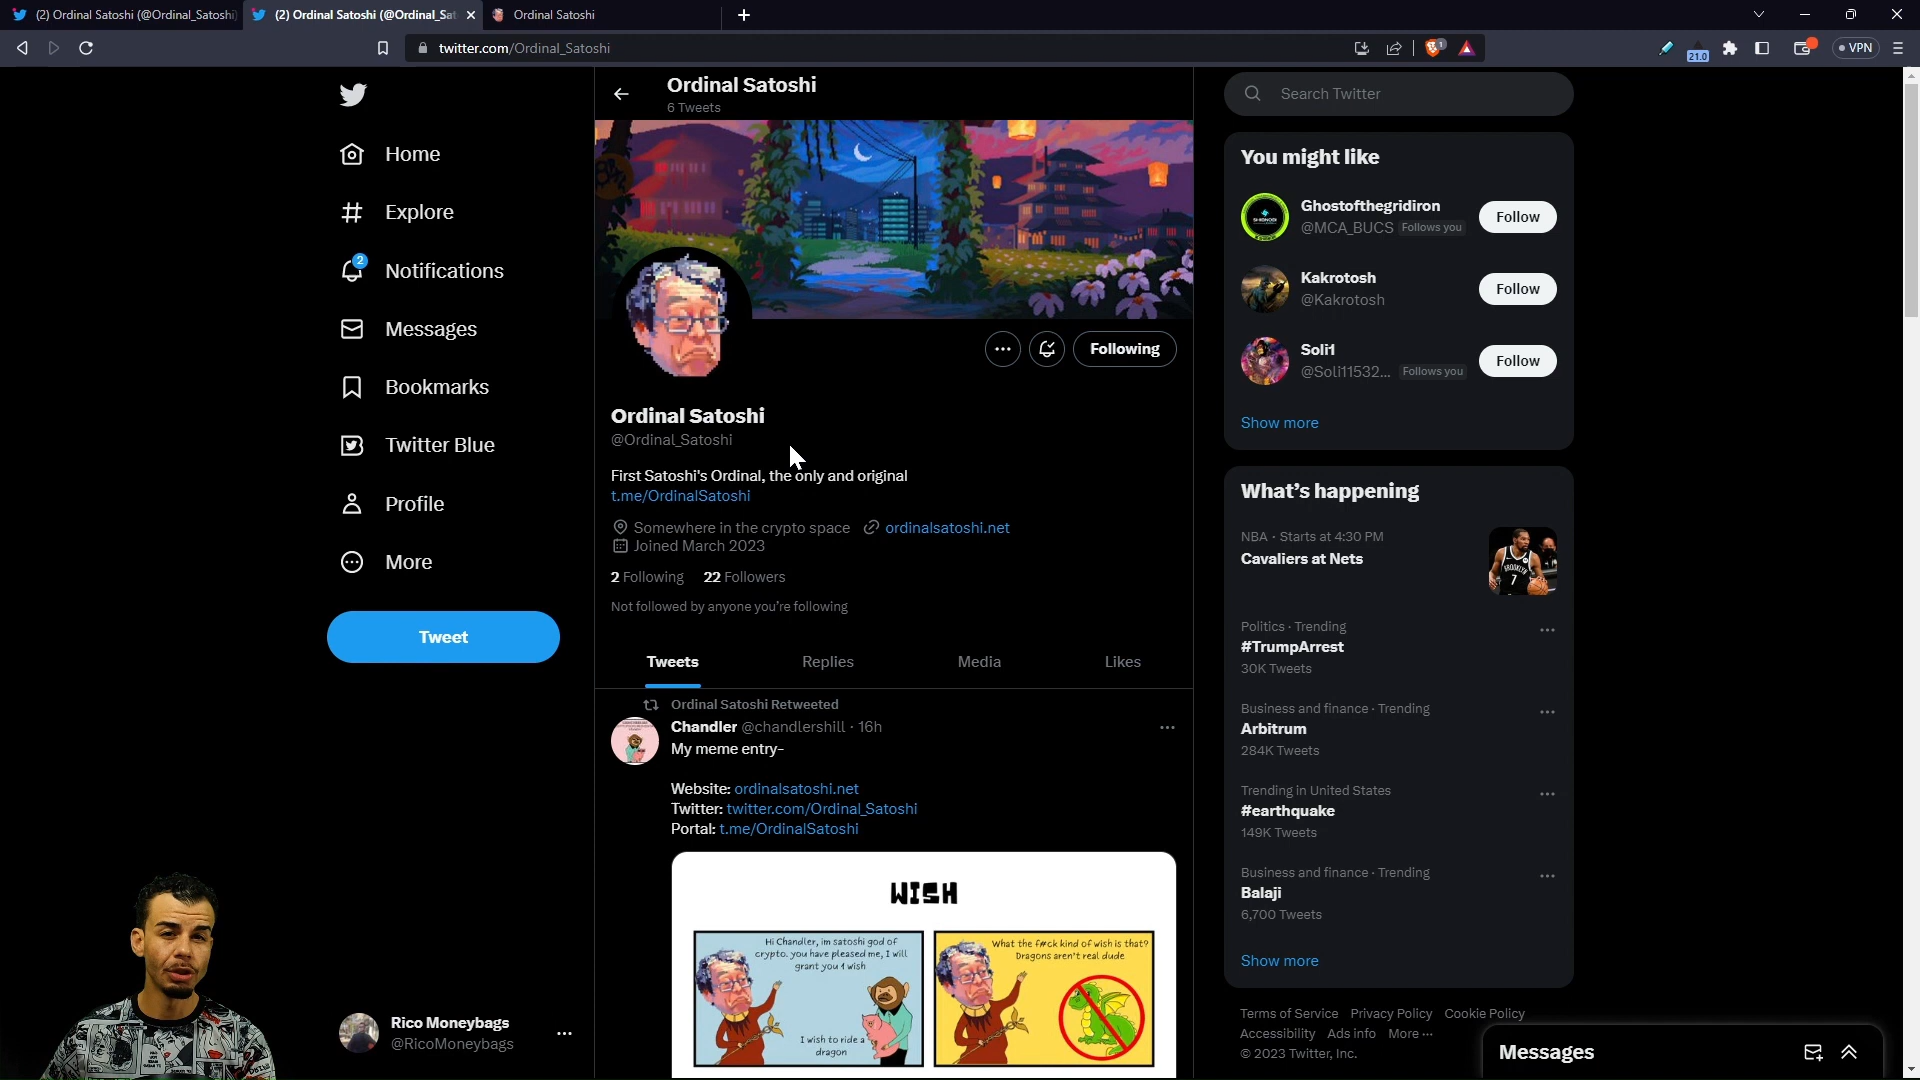 (2) Ordinal Satoshi (@Ordinal_Satoshi)
(2) Ordinal Satoshi (@Ordinal_Sat
Ordinal Satoshi
twitter.com/Ordinal_Satoshi
1
21.0
VPN
Ordinal Satoshi
6 Tweets
Home
Explore
2
Notifications
Messages
Bookmarks
Twitter Blue
Profile
More
Tweet
Rico Moneybags
@RicoMoneybags
Following
Ordinal Satoshi
@Ordinal_Satoshi
First Satoshi's Ordinal, the only and original
t.me/OrdinalSatoshi
Somewhere in the crypto space ordinalsatoshi.net
Joined March 2023
2 Following 22 Followers
Not followed by anyone you're following
Tweets Replies Media Likes
Ordinal Satoshi Retweeted
Chandler @chandlershill · 16h
My meme entry-
Website: ordinalsatoshi.net
Twitter: twitter.com/Ordinal_Satoshi
Portal: t.me/OrdinalSatoshi
WISH
Hi Chandler, im satoshi god of
crypto. you have pleased me, I will
grant you 1 wish
I wish to ride a
dragon
What the f#ck kind of wish is that?
Dragons aren't real dude
Search Twitter
You might like
Ghostofthegridiron
@MCA_BUCS Follows you
Follow
Kakrotosh
@Kakrotosh
Follow
Soli1
@Soli11532... Follows you
Follow
Show more
What's happening
NBA · Starts at 4:30 PM
Cavaliers at Nets
Politics · Trending
#TrumpArrest
30K Tweets
Business and finance · Trending
Arbitrum
284K Tweets
Trending in United States
#earthquake
149K Tweets
Business and finance · Trending
Balaji
6,700 Tweets
Show more
Terms of Service Privacy Policy Cookie Policy
Accessibility Ads info More ···
© 2023 Twitter, Inc.
Messages